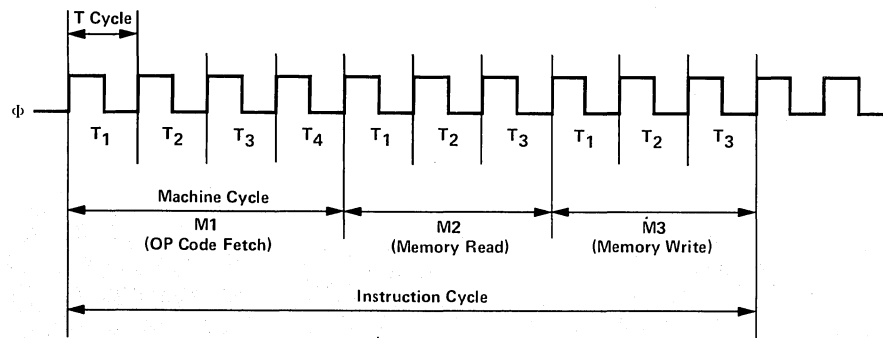 T Cycle
Φ
T1 T2 T3 T4 T1 T2 T3 T1 T2 T3
Machine Cycle
M1 M2 M3
(OP Code Fetch) (Memory Read) (Memory Write)
Instruction Cycle